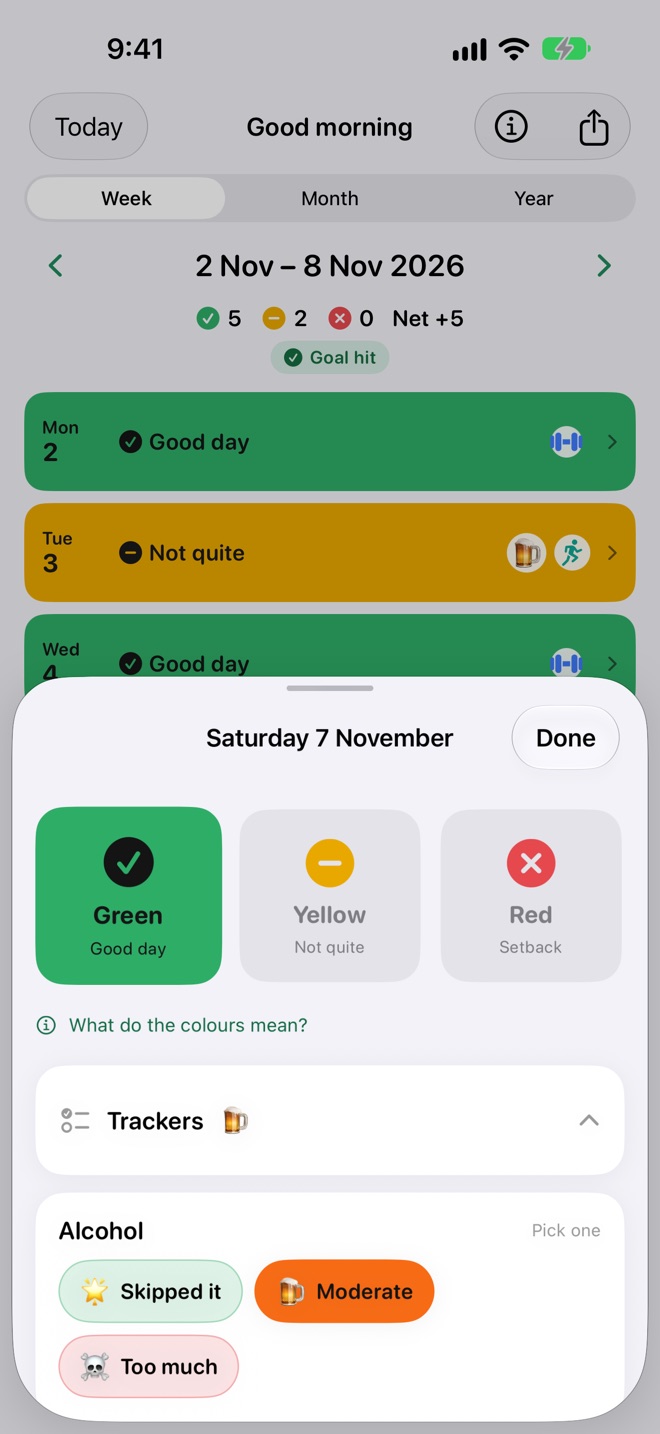 9:41
Today
Good morning
Week Month Year
2 Nov – 8 Nov 2026
5 2 0 Net +5
Goal hit
Mon
2
Good day
Tue
3
Not quite
Wed
4
Good day
Saturday 7 November
Done
Green
Good day
Yellow
Not quite
Red
Setback
What do the colours mean?
Trackers
Alcohol
Pick one
Skipped it
Moderate
Too much